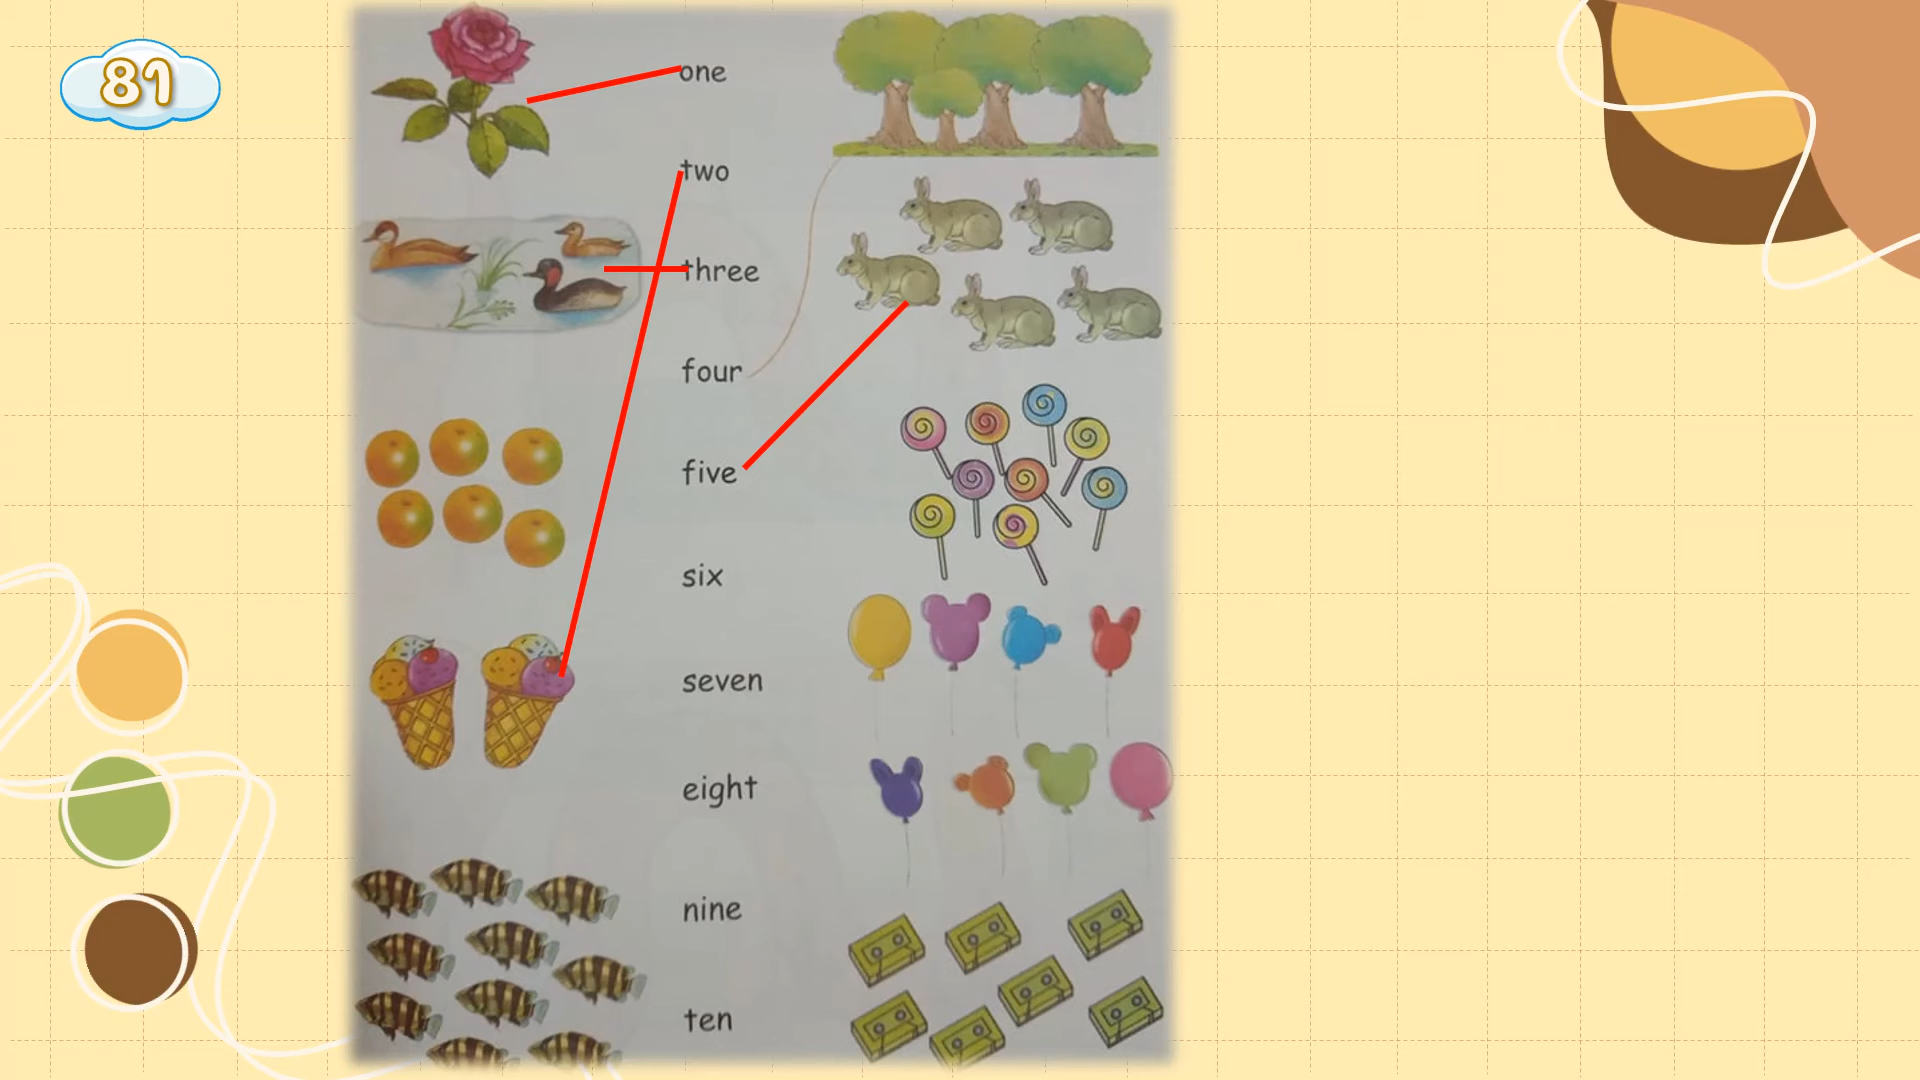 81
one
two
three
four
five
six
seven
eight
nine
ten